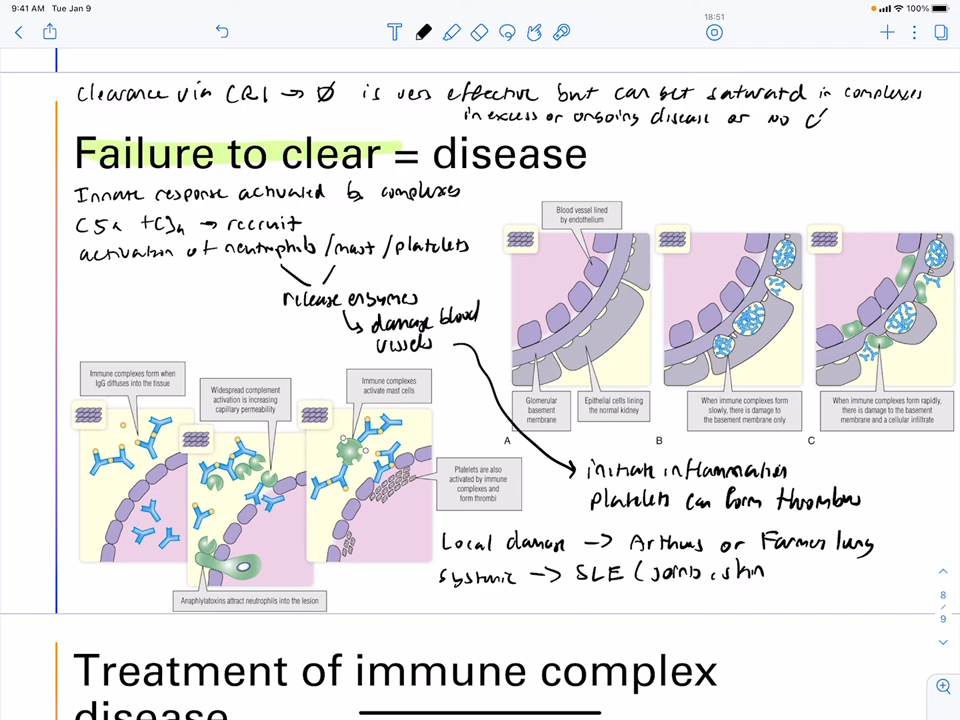 9:41 AM Tue Jan 9
100%
18:51
Clearance via CR1 → Ø is very effective but can get saturated in complexes
in excess or ongoing disease or no C'
Failure to clear = disease
Innate response activated by complexes
C5a + C3a → recruit
activation of neutrophils / mast / platelets
release enzymes
↳ damage blood
vessels
Blood vessel lined
by endothelium
Glomerular
basement
membrane
Epithelial cells lining
the normal kidney
When immune complexes form
slowly, there is damage to
the basement membrane only
When immune complexes form rapidly,
there is damage to the basement
membrane and a cellular infiltrate
A
B
C
Immune complexes form when
IgG diffuses into the tissue
Widespread complement
activation is increasing
capillary permeability
Immune complexes
activate mast cells
Platelets are also
activated by immune
complexes and
form thrombi
Anaphylatoxins attract neutrophils into the lesion
initiate inflammation
platelets can form thrombus
Local damage → Arthus or Farmer lung
systemic → SLE (joints, skin
8
9
Treatment of immune complex
disease